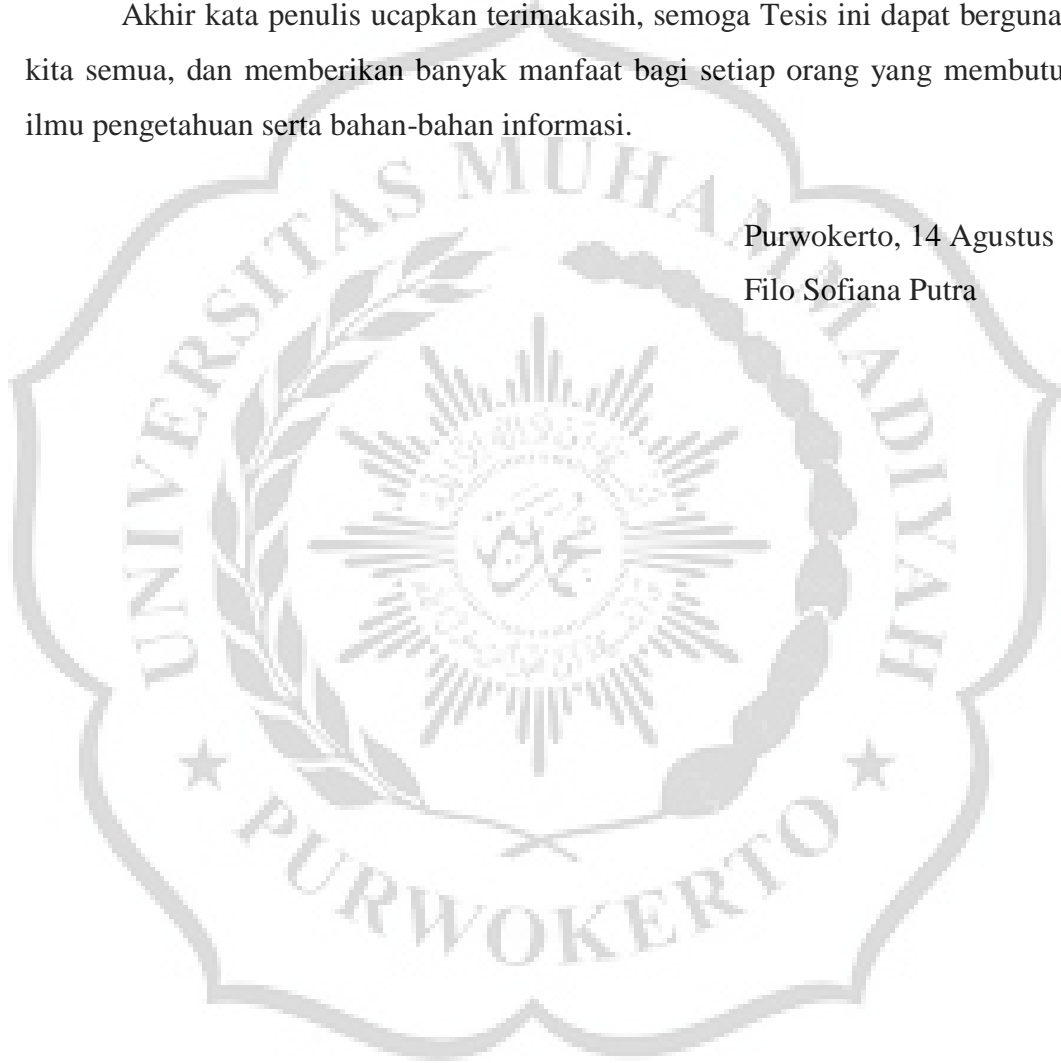 Akhir kata penulis ucapkan terimakasih, semoga Tesis ini dapat berguna
kita semua, dan memberikan banyak manfaat bagi setiap orang yang membutu
ilmu pengetahuan serta bahan-bahan informasi.
Purwokerto, 14 Agustus
Filo Sofiana Putra
UNIVERSITAS MUHAMMADIYAH
PURWOKERTO